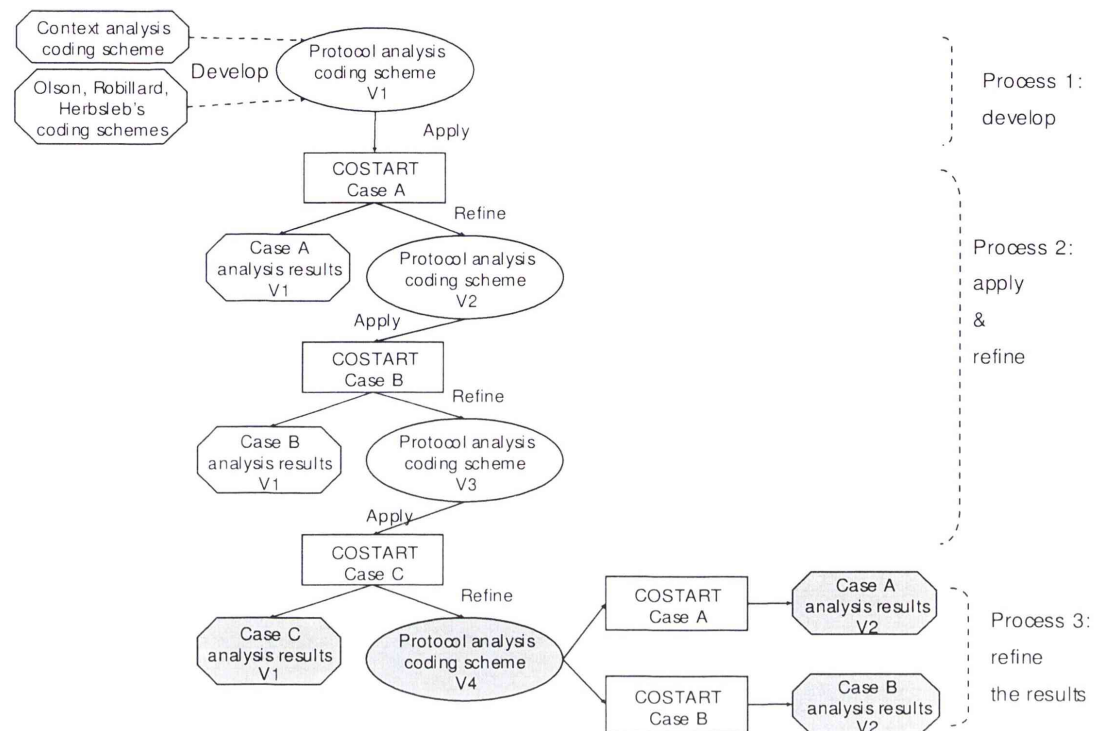 Context analysis
coding scheme
Olson, Robillard,
Herbsleb's
coding schemes
Develop
Protocol analysis
coding scheme
V1
Process 1:
develop
Apply
COSTART
Case A
Refine
Case A
analysis results
V1
Protocol analysis
coding scheme
V2
Process 2:
apply
&
refine
Apply
COSTART
Case B
Refine
Case B
analysis results
V1
Protocol analysis
coding scheme
V3
Apply
COSTART
Case C
Refine
Case C
analysis results
V1
Protocol analysis
coding scheme
V4
COSTART
Case A
Case A
analysis results
V2
COSTART
Case B
Case B
analysis results
V2
Process 3:
refine
the results